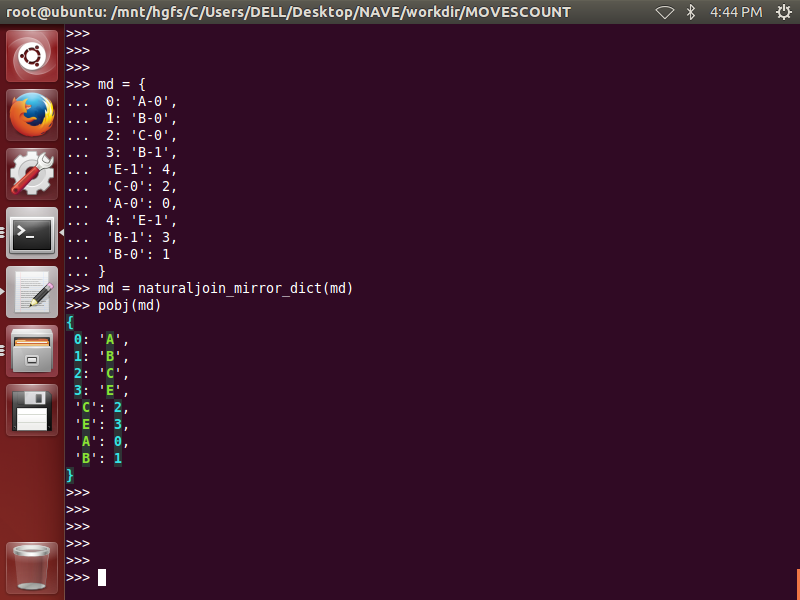 root@ubuntu: /mnt/hgfs/C/Users/DELL/Desktop/NAVE/workdir/MOVESCOUNT 4:44 PM
>>>
>>>
>>>
>>> md = {
... 0: 'A-0',
... 1: 'B-0',
... 2: 'C-0',
... 3: 'B-1',
... 'E-1': 4,
... 'C-0': 2,
... 'A-0': 0,
... 4: 'E-1',
... 'B-1': 3,
... 'B-0': 1
... }
>>> md = naturaljoin_mirror_dict(md)
>>> pobj(md)
{
0: 'A',
1: 'B',
2: 'C',
3: 'E',
'C': 2,
'E': 3,
'A': 0,
'B': 1
}
>>>
>>>
>>>
>>>
>>>
>>>